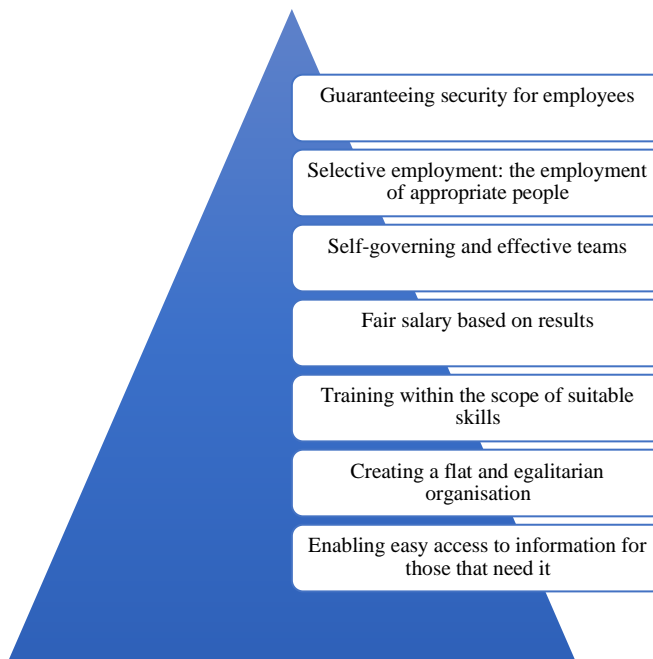 Guaranteeing security for employees
Selective employment: the employment
of appropriate people
Self-governing and effective teams
Fair salary based on results
Training within the scope of suitable
skills
Creating a flat and egalitarian
organisation
Enabling easy access to information for
those that need it